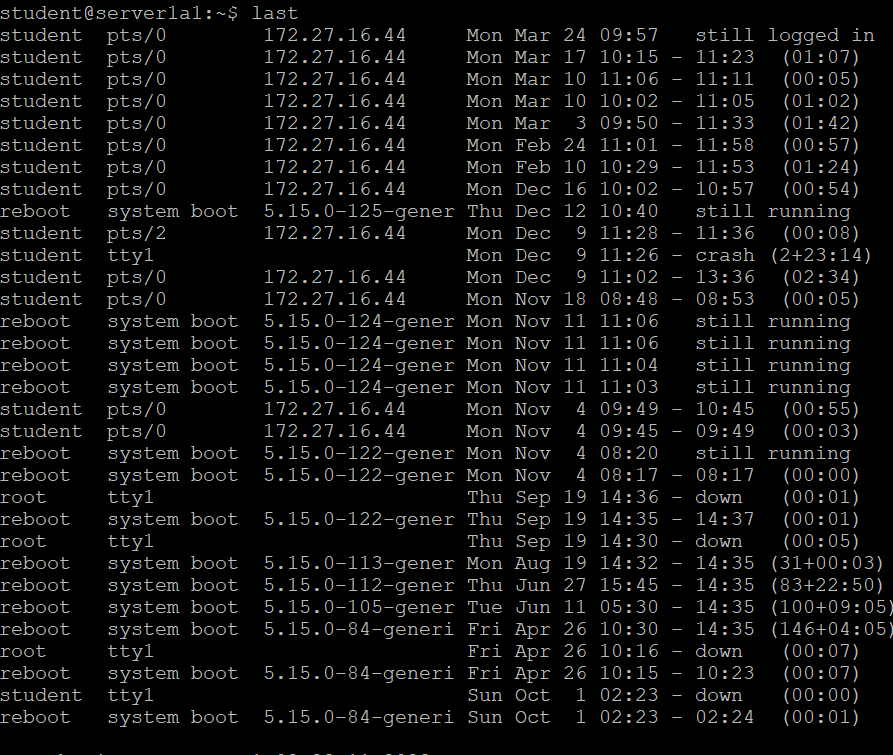 student@server1a1:~$ last
student  pts/0        172.27.16.44     Mon Mar 24 09:57   still logged in
student  pts/0        172.27.16.44     Mon Mar 17 10:15 - 11:23  (01:07)
student  pts/0        172.27.16.44     Mon Mar 10 11:06 - 11:11  (00:05)
student  pts/0        172.27.16.44     Mon Mar 10 10:02 - 11:05  (01:02)
student  pts/0        172.27.16.44     Mon Mar  3 09:50 - 11:33  (01:42)
student  pts/0        172.27.16.44     Mon Feb 24 11:01 - 11:58  (00:57)
student  pts/0        172.27.16.44     Mon Feb 10 10:29 - 11:53  (01:24)
student  pts/0        172.27.16.44     Mon Dec 16 10:02 - 10:57  (00:54)
reboot   system boot  5.15.0-125-gener Thu Dec 12 10:40   still running
student  pts/2        172.27.16.44     Mon Dec  9 11:28 - 11:36  (00:08)
student  tty1                          Mon Dec  9 11:26 - crash (2+23:14)
student  pts/0        172.27.16.44     Mon Dec  9 11:02 - 13:36  (02:34)
student  pts/0        172.27.16.44     Mon Nov 18 08:48 - 08:53  (00:05)
reboot   system boot  5.15.0-124-gener Mon Nov 11 11:06   still running
reboot   system boot  5.15.0-124-gener Mon Nov 11 11:06   still running
reboot   system boot  5.15.0-124-gener Mon Nov 11 11:04   still running
reboot   system boot  5.15.0-124-gener Mon Nov 11 11:03   still running
student  pts/0        172.27.16.44     Mon Nov  4 09:49 - 10:45  (00:55)
student  pts/0        172.27.16.44     Mon Nov  4 09:45 - 09:49  (00:03)
reboot   system boot  5.15.0-122-gener Mon Nov  4 08:20   still running
reboot   system boot  5.15.0-122-gener Mon Nov  4 08:17 - 08:17  (00:00)
root     tty1                          Thu Sep 19 14:36 - down   (00:01)
reboot   system boot  5.15.0-122-gener Thu Sep 19 14:35 - 14:37  (00:01)
root     tty1                          Thu Sep 19 14:30 - down   (00:05)
reboot   system boot  5.15.0-113-gener Mon Aug 19 14:32 - 14:35 (31+00:03)
reboot   system boot  5.15.0-112-gener Thu Jun 27 15:45 - 14:35 (83+22:50)
reboot   system boot  5.15.0-105-gener Tue Jun 11 05:30 - 14:35 (100+09:05)
reboot   system boot  5.15.0-84-generi Fri Apr 26 10:30 - 14:35 (146+04:05)
root     tty1                          Fri Apr 26 10:16 - down   (00:07)
reboot   system boot  5.15.0-84-generi Fri Apr 26 10:15 - 10:23  (00:07)
student  tty1                          Sun Oct  1 02:23 - down   (00:00)
reboot   system boot  5.15.0-84-generi Sun Oct  1 02:23 - 02:24  (00:01)